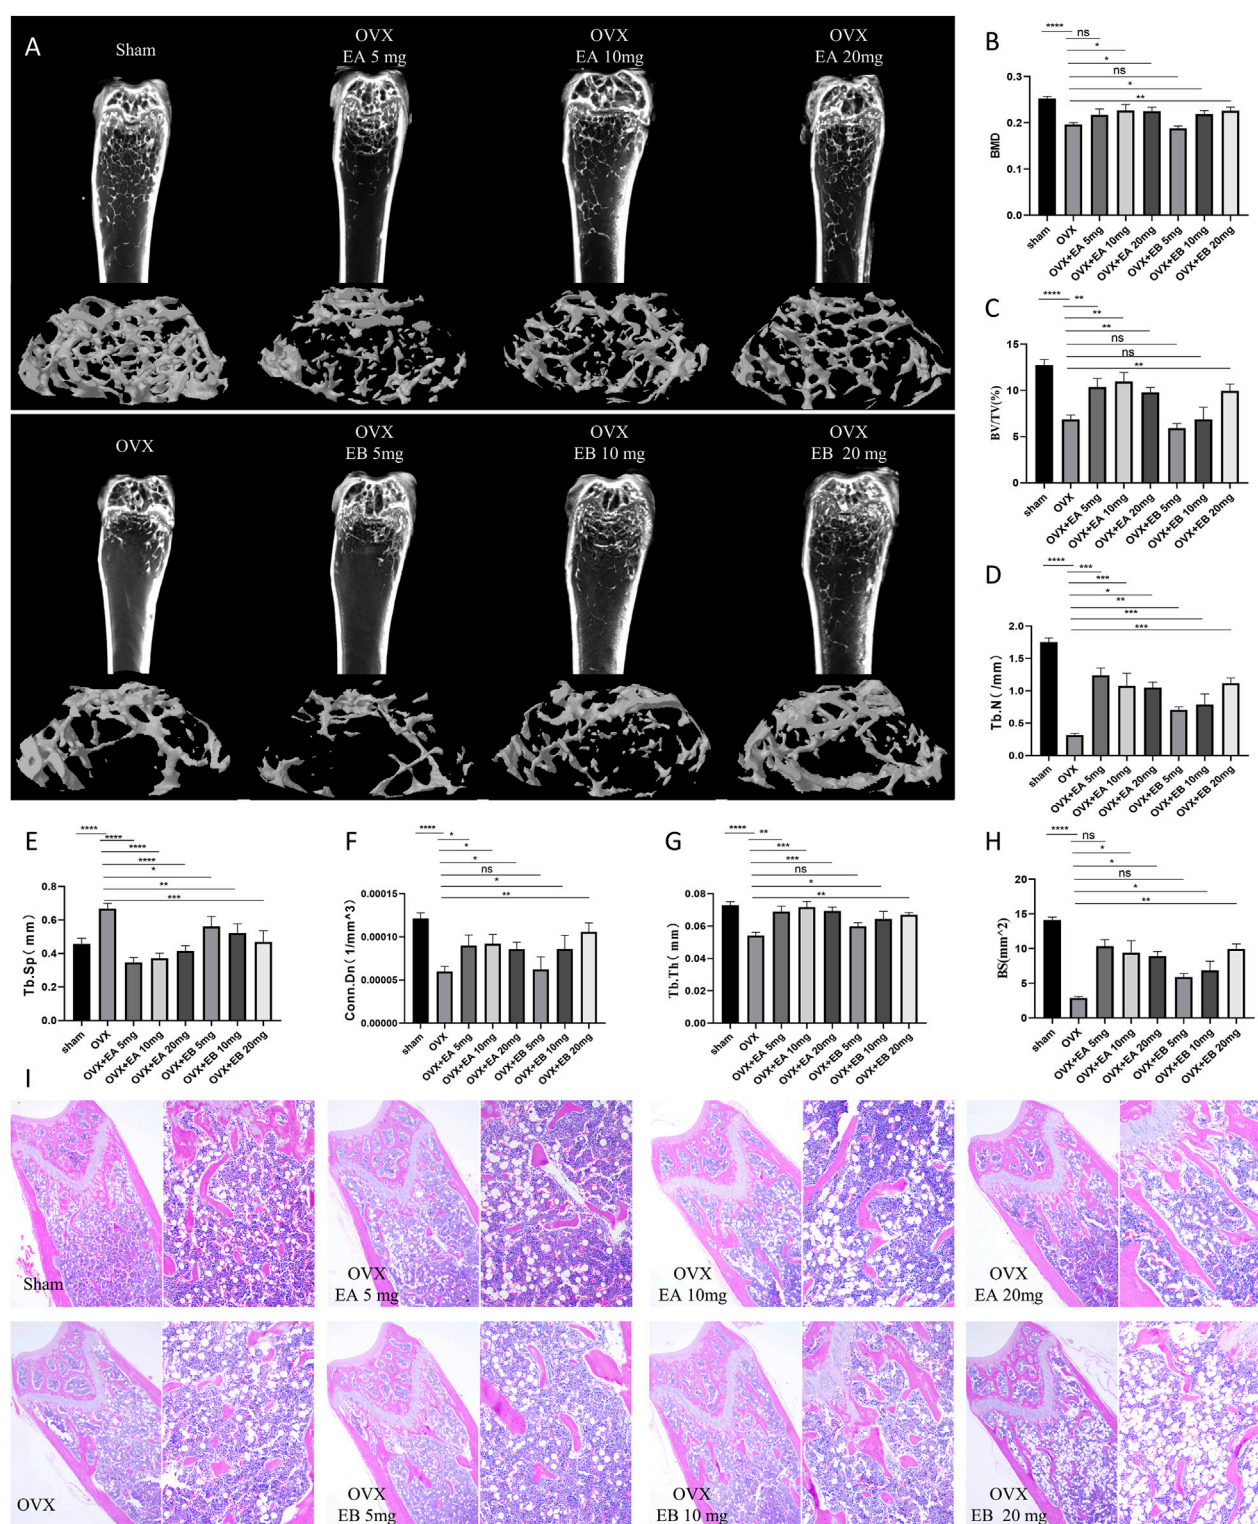 A
Sham
OVX
EA 5 mg
OVX
EA 10mg
OVX
EA 20mg
OVX
OVX
EB 5mg
OVX
EB 10 mg
OVX
EB 20 mg
B
****
ns
*
*
ns
*
**
BMD
0.3
0.2
0.1
0.0
sham
OVX
OVX+EA 5mg
OVX+EA 10mg
OVX+EA 20mg
OVX+EB 5mg
OVX+EB 10mg
OVX+EB 20mg
C
****
**
**
**
ns
ns
**
BV/TV(%)
15
10
5
0
sham
OVX
OVX+EA 5mg
OVX+EA 10mg
OVX+EA 20mg
OVX+EB 5mg
OVX+EB 10mg
OVX+EB 20mg
D
****
***
***
*
**
***
***
Tb.N( /mm)
2.0
1.5
1.0
0.5
0.0
sham
OVX
OVX+EA 5mg
OVX+EA 10mg
OVX+EA 20mg
OVX+EB 5mg
OVX+EB 10mg
OVX+EB 20mg
E
****
****
****
****
*
**
***
Tb.Sp( mm)
0.8
0.6
0.4
0.2
0.0
sham
OVX
OVX+EA 5mg
OVX+EA 10mg
OVX+EA 20mg
OVX+EB 5mg
OVX+EB 10mg
OVX+EB 20mg
F
****
*
*
*
ns
*
**
Conn.Dn( 1/mm^3)
0.00015
0.00010
0.00005
0.00000
sham
OVX
OVX+EA 5mg
OVX+EA 10mg
OVX+EA 20mg
OVX+EB 5mg
OVX+EB 10mg
OVX+EB 20mg
G
****
**
***
***
ns
*
**
Tb.Th( mm)
0.08
0.06
0.04
0.02
0.00
sham
OVX
OVX+EA 5mg
OVX+EA 10mg
OVX+EA 20mg
OVX+EB 5mg
OVX+EB 10mg
OVX+EB 20mg
H
****
ns
*
*
ns
*
**
BS(mm^2)
20
15
10
5
0
sham
OVX
OVX+EA 5mg
OVX+EA 10mg
OVX+EA 20mg
OVX+EB 5mg
OVX+EB 10mg
OVX+EB 20mg
I
Sham
OVX
EA 5 mg
OVX
EA 10mg
OVX
EA 20mg
OVX
OVX
EB 5mg
OVX
EB 10 mg
OVX
EB 20 mg